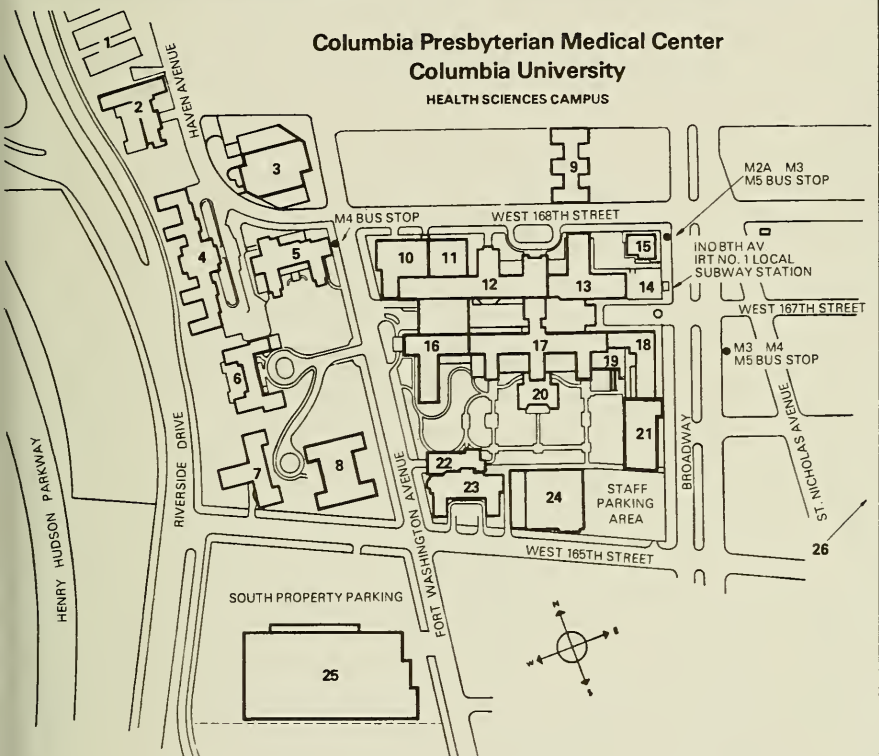 Columbia Presbyterian Medical Center
Columbia University
HEALTH SCIENCES CAMPUS
1
2
HAVEN AVENUE
3
9
M2A M3
M5 BUS STOP
M4 BUS STOP
WEST 168TH STREET
4
5
10
11
12
13
15
14
IND 8TH AV
IRT NO. 1 LOCAL
SUBWAY STATION
WEST 167TH STREET
16
17
18
19
M3 M4
M5 BUS STOP
6
20
21
7
8
22
23
24
STAFF
PARKING
AREA
BROADWAY
ST. NICHOLAS AVENUE
26
HENRY HUDSON PARKWAY
RIVERSIDE DRIVE
FORT WASHINGTON AVENUE
WEST 165TH STREET
SOUTH PROPERTY PARKING
25
N
E
W
S